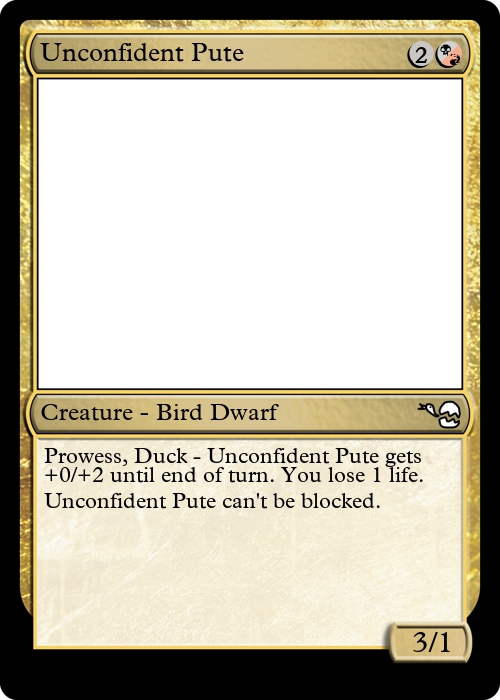 Unconfident Pute
2
Creature - Bird Dwarf
Prowess, Duck - Unconfident Pute gets
+0/+2 until end of turn. You lose 1 life.
Unconfident Pute can't be blocked.
3/1